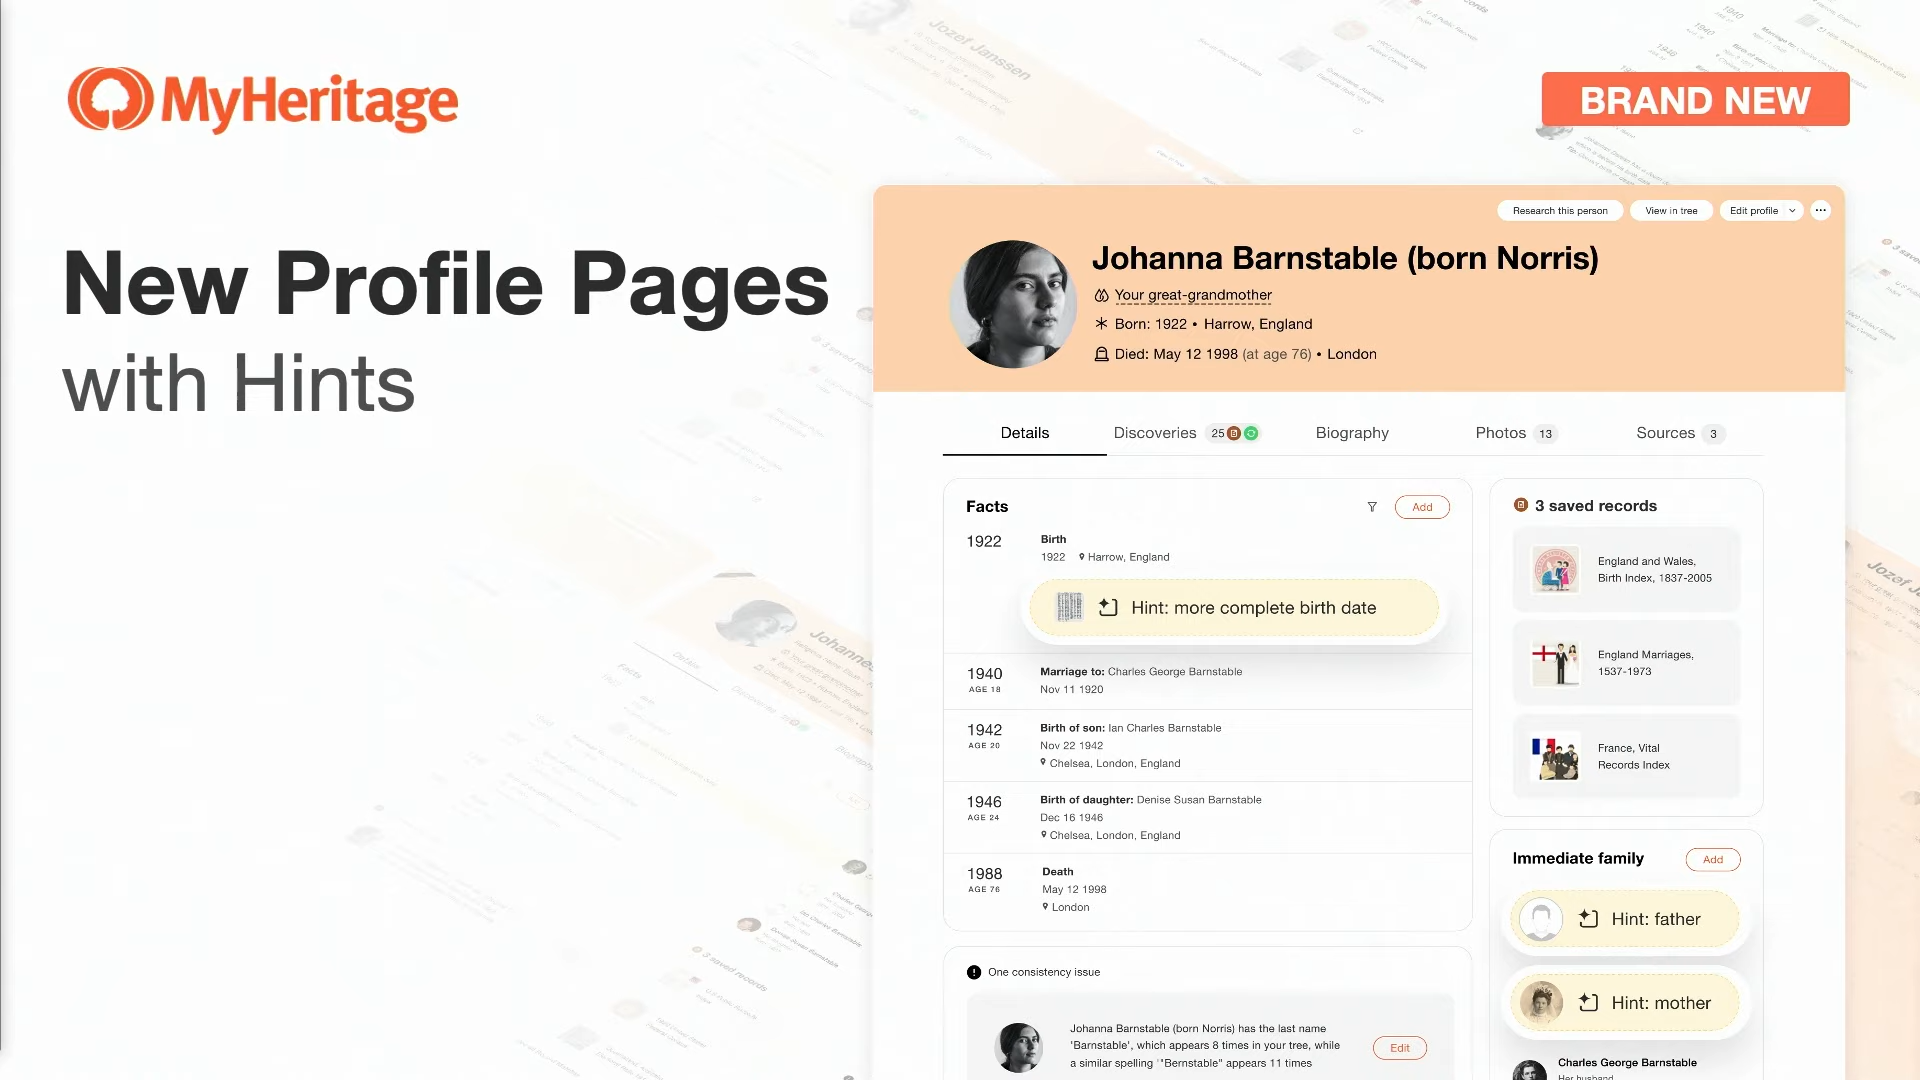 MyHeritage
BRAND NEW
New Profile Pages
with Hints
Research this person
View in tree
Edit profile
Johanna Barnstable (born Norris)
Your great-grandmother
Born: 1922 • Harrow, England
Died: May 12 1998 (at age 76) • London
Details
Discoveries 25
Biography
Photos 13
Sources 3
Facts
Add
1922
Birth
1922 Harrow, England
Hint: more complete birth date
1940
AGE 18
Marriage to: Charles George Barnstable
Nov 11 1920
1942
AGE 20
Birth of son: Ian Charles Barnstable
Nov 22 1942
Chelsea, London, England
1946
AGE 24
Birth of daughter: Denise Susan Barnstable
Dec 16 1946
Chelsea, London, England
1988
AGE 76
Death
May 12 1998
London
One consistency issue
Johanna Barnstable (born Norris) has the last name
'Barnstable', which appears 8 times in your tree, while
a similar spelling '"Bernstable" appears 11 times
Edit
3 saved records
England and Wales,
Birth Index, 1837-2005
England Marriages,
1537-1973
France, Vital
Records Index
Immediate family
Add
Hint: father
Hint: mother
Charles George Barnstable
Her husband
Jozef Janssen